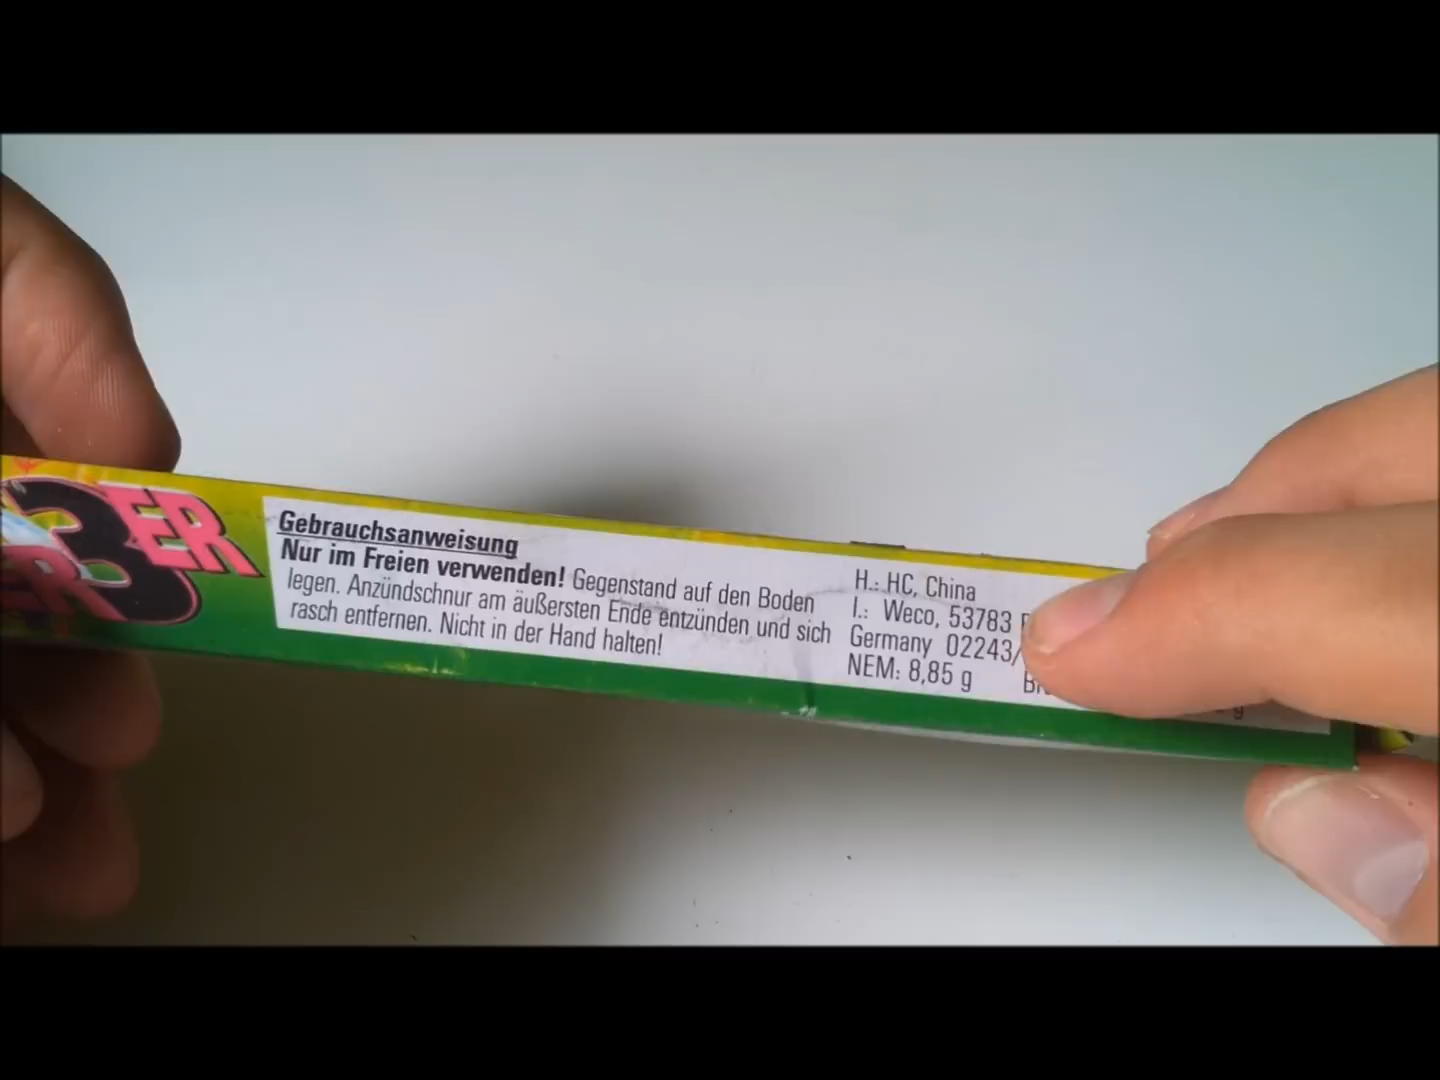 3ER
Gebrauchsanweisung
Nur im Freien verwenden! Gegenstand auf den Boden
legen. Anzündschnur am äußersten Ende entzünden und sich
rasch entfernen. Nicht in der Hand halten!
H.: HC, China
I.: Weco, 53783
Germany 02243/
NEM: 8,85 g
g